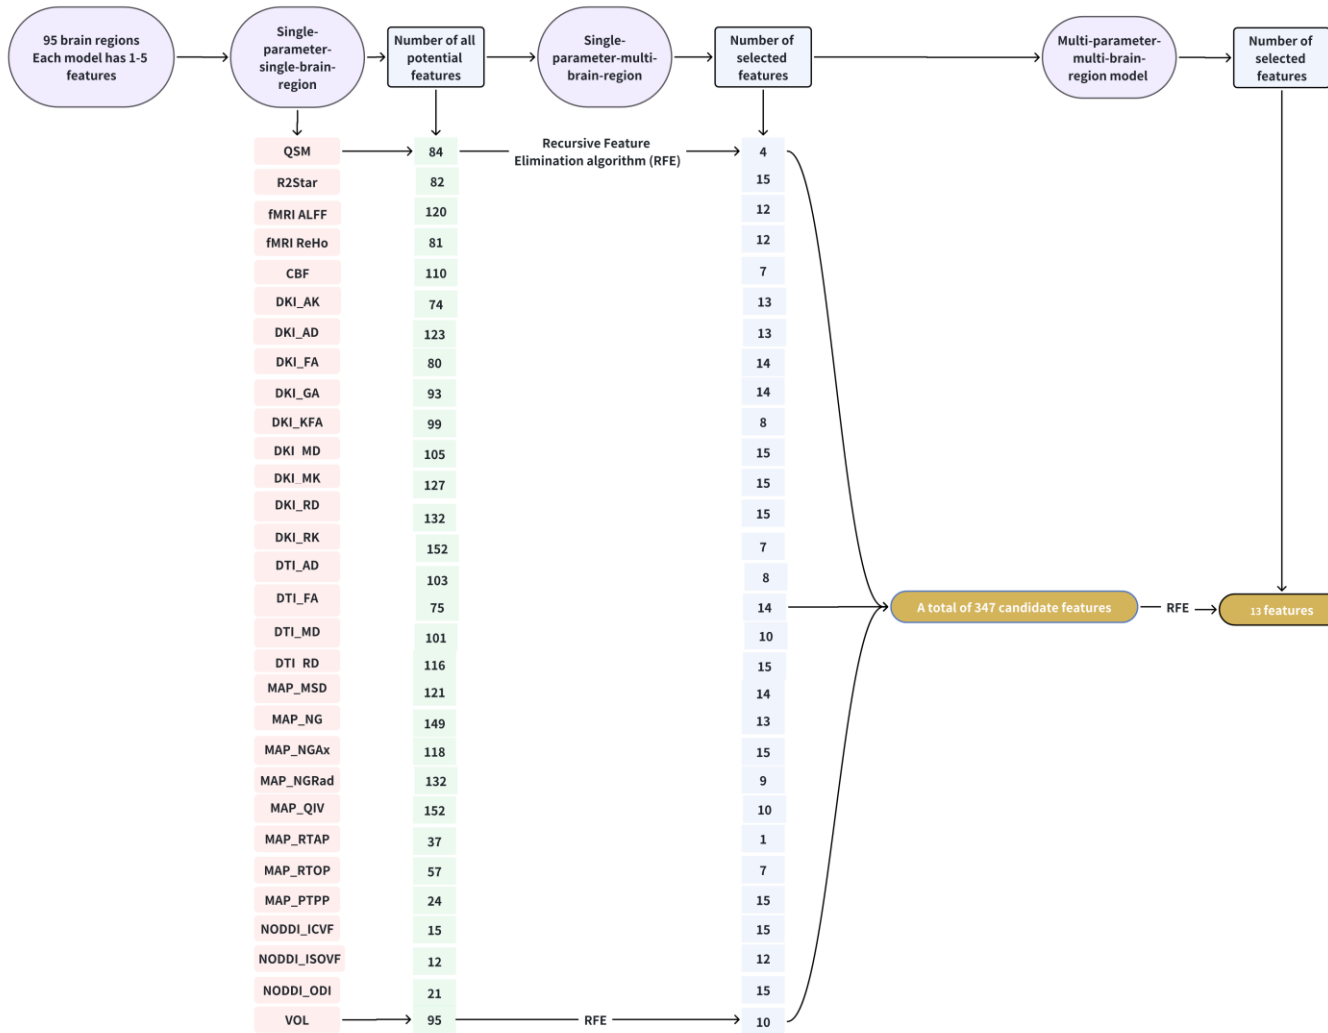 95 brain regions
Each model has 1-5
features
Single-
parameter-
single-brain-
region
Number of all
potential
features
Single-
parameter-multi-
brain-region
Number of
selected
features
Multi-parameter-
multi-brain-
region model
Number of
selected
features
QSM
84
Recursive Feature
Elimination algorithm (RFE)
4
R2Star
82
15
fMRI ALFF
120
12
fMRI ReHo
81
12
CBF
110
7
DKI_AK
74
13
DKI_AD
123
13
DKI_FA
80
14
DKI_GA
93
14
DKI_KFA
99
8
DKI MD
105
15
DKI_MK
127
15
DKI_RD
132
15
DKI_RK
152
7
DTI_AD
103
8
DTI_FA
75
14
A total of 347 candidate features
RFE
13 features
DTI_MD
101
10
DTI RD
116
15
MAP_MSD
121
14
MAP_NG
149
13
MAP_NGAx
118
15
MAP_NGRad
132
9
MAP_QIV
152
10
MAP_RTAP
37
1
MAP_RTOP
57
7
MAP_PTPP
24
15
NODDI_ICVF
15
15
NODDI_ISOVF
12
12
NODDI_ODI
21
15
VOL
95
RFE
10